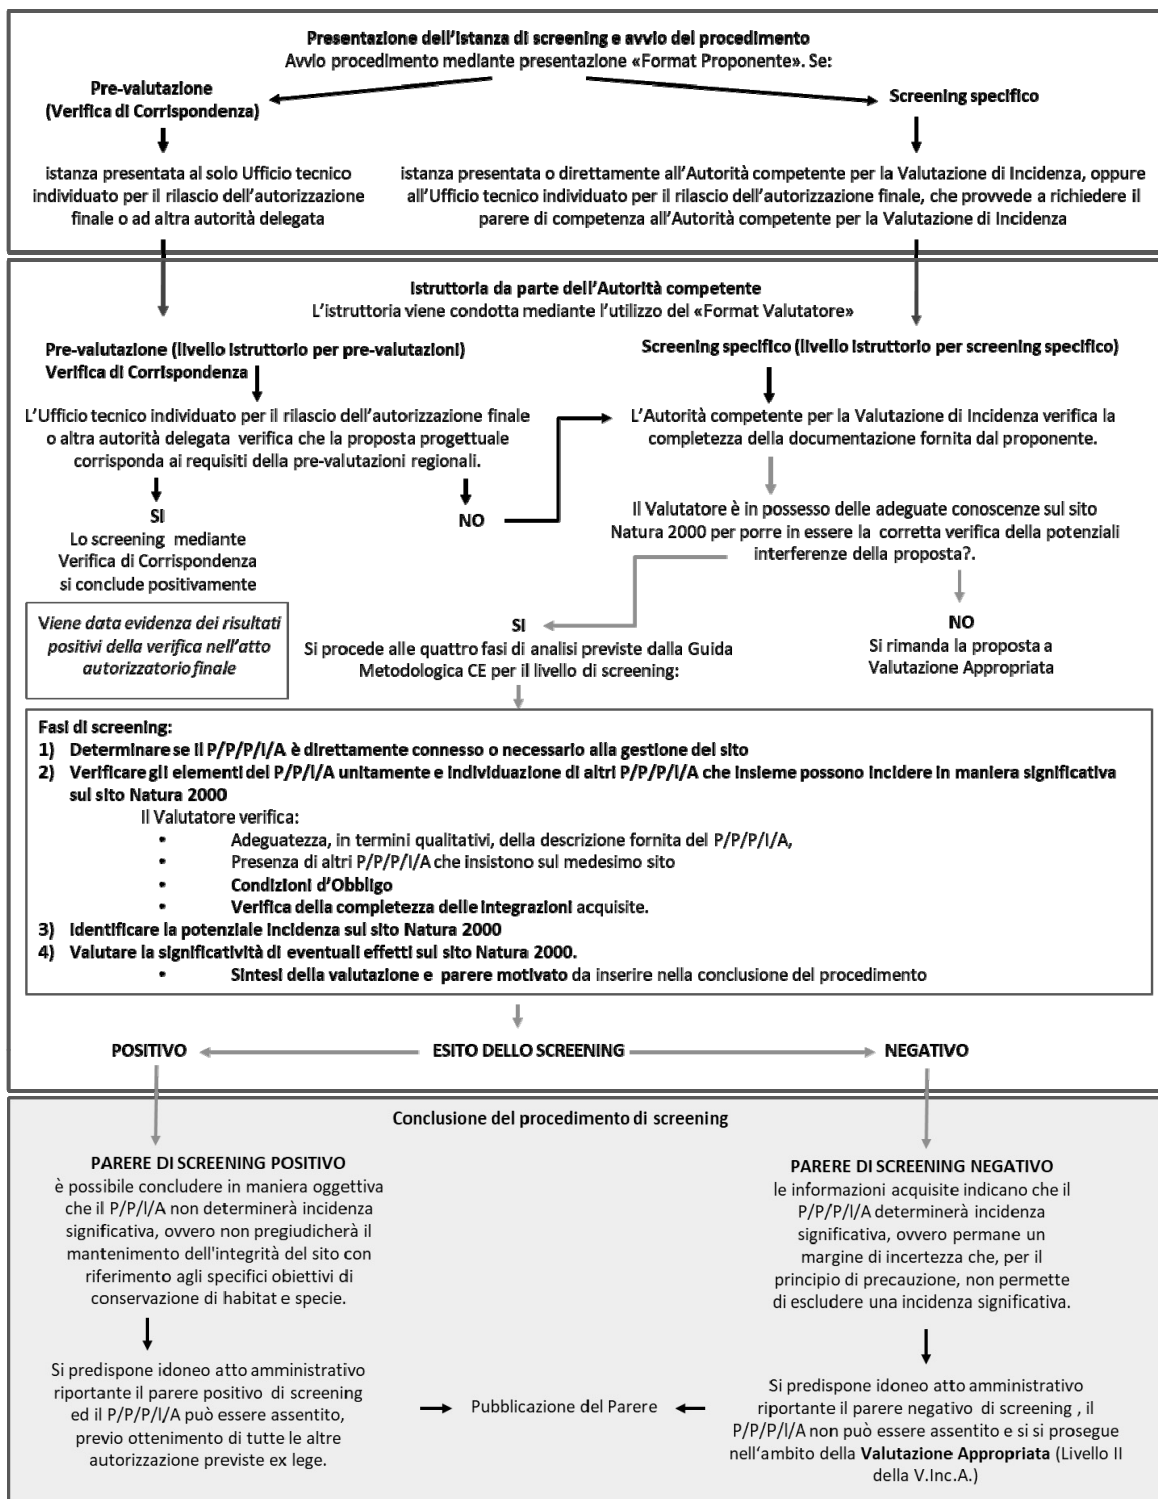 Presentazione dell'istanza di screening e avvio del procedimento
Avvio procedimento mediante presentazione «Format Proponente». Se:
Pre-valutazione
(Verifica di Corrispondenza)
Screening specifico
istanza presentata al solo Ufficio tecnico
individuato per il rilascio dell'autorizzazione
finale o ad altra autorità delegata
istanza presentata o direttamente all'Autorità competente per la Valutazione di Incidenza, oppure
all'Ufficio tecnico individuato per il rilascio dell'autorizzazione finale, che provvede a richiedere il
parere di competenza all'Autorità competente per la Valutazione di Incidenza
Istruttoria da parte dell'Autorità competente
L'istruttoria viene condotta mediante l'utilizzo del «Format Valutatore»
Pre-valutazione (livello istruttorio per pre-valutazioni)
Verifica di Corrispondenza
Screening specifico (livello istruttorio per screening specifico)
L'Ufficio tecnico individuato per il rilascio dell'autorizzazione finale
o altra autorità delegata verifica che la proposta progettuale
corrisponda ai requisiti della pre-valutazioni regionali.
L'Autorità competente per la Valutazione di Incidenza verifica la
completezza della documentazione fornita dal proponente.
SI
Lo screening mediante
Verifica di Corrispondenza
si conclude positivamente
NO
Il Valutatore è in possesso delle adeguate conoscenze sul sito
Natura 2000 per porre in essere la corretta verifica della potenziali
interferenze della proposta?.
Viene data evidenza dei risultati
positivi della verifica nell'atto
autorizzatorio finale
SI
Si procede alle quattro fasi di analisi previste dalla Guida
Metodologica CE per il livello di screening:
NO
Si rimanda la proposta a
Valutazione Appropriata
Fasi di screening:
1) Determinare se il P/P/P/I/A è direttamente connesso o necessario alla gestione del sito
2) Verificare gli elementi del P/P/I/A unitamente e individuazione di altri P/P/P/I/A che insieme possono incidere in maniera significativa
sul sito Natura 2000
Il Valutatore verifica:
• Adeguatezza, in termini qualitativi, della descrizione fornita del P/P/P/I/A,
• Presenza di altri P/P/P/I/A che insistono sul medesimo sito
• Condizioni d'Obbligo
• Verifica della completezza delle integrazioni acquisite.
3) Identificare la potenziale incidenza sul sito Natura 2000
4) Valutare la significatività di eventuali effetti sul sito Natura 2000.
• Sintesi della valutazione e parere motivato da inserire nella conclusione del procedimento
POSITIVO
ESITO DELLO SCREENING
NEGATIVO
Conclusione del procedimento di screening
PARERE DI SCREENING POSITIVO
è possibile concludere in maniera oggettiva
che il P/P/I/A non determinerà incidenza
significativa, ovvero non pregiudicherà il
mantenimento dell'integrità del sito con
riferimento agli specifici obiettivi di
conservazione di habitat e specie.
PARERE DI SCREENING NEGATIVO
le informazioni acquisite indicano che il
P/P/P/I/A determinerà incidenza
significativa, ovvero permane un
margine di incertezza che, per il
principio di precauzione, non permette
di escludere una incidenza significativa.
Si predispone idoneo atto amministrativo
riportante il parere positivo di screening
ed il P/P/P/I/A può essere assentito,
previo ottenimento di tutte le altre
autorizzazione previste ex lege.
Pubblicazione del Parere
Si predispone idoneo atto amministrativo
riportante il parere negativo di screening , il
P/P/P/I/A non può essere assentito e si si prosegue
nell'ambito della Valutazione Appropriata (Livello II
della V.Inc.A.)